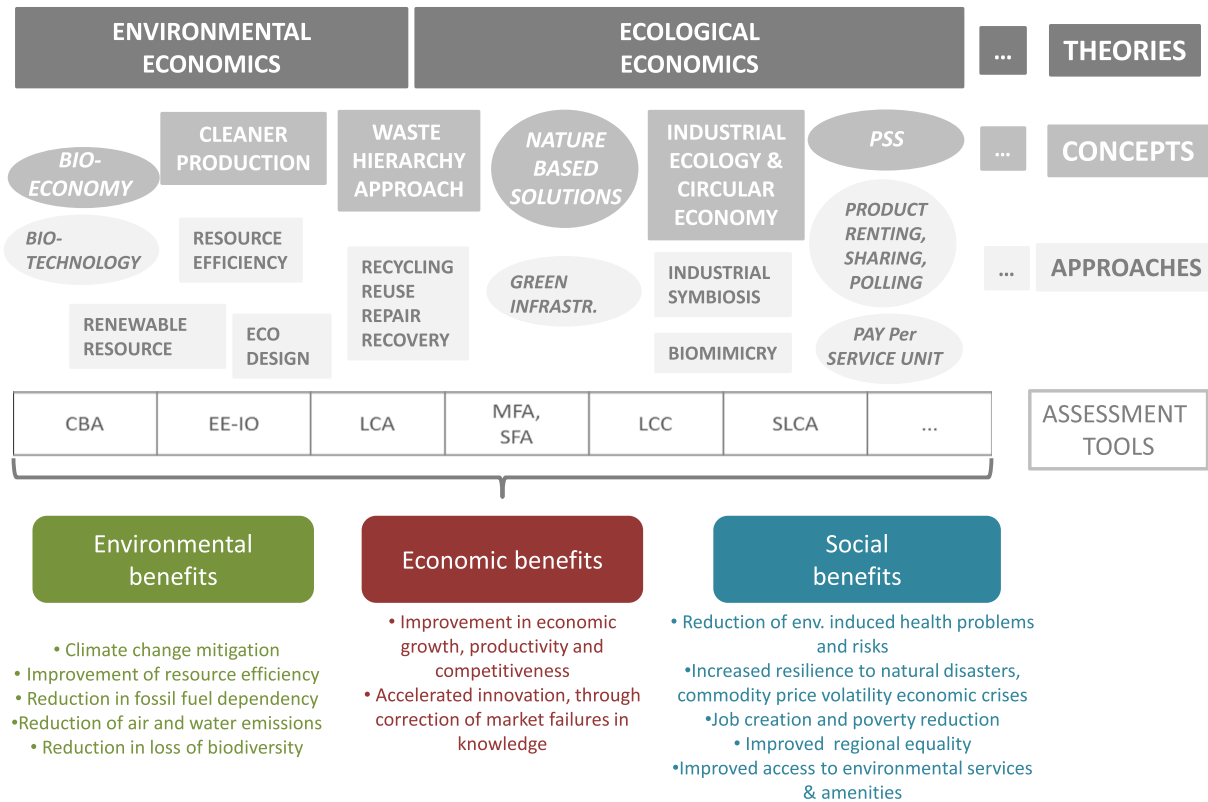 ENVIRONMENTAL
ECONOMICS
ECOLOGICAL
ECONOMICS
...
THEORIES
BIO-
ECONOMY
CLEANER
PRODUCTION
WASTE
HIERARCHY
APPROACH
NATURE
BASED
SOLUTIONS
INDUSTRIAL
ECOLOGY &
CIRCULAR
ECONOMY
PSS
...
CONCEPTS
BIO-
TECHNOLOGY
RESOURCE
EFFICIENCY
RENEWABLE
RESOURCE
ECO
DESIGN
RECYCLING
REUSE
REPAIR
RECOVERY
GREEN
INFRASTR.
INDUSTRIAL
SYMBIOSIS
BIOMIMICRY
PRODUCT
RENTING,
SHARING,
POLLING
PAY Per
SERVICE UNIT
...
APPROACHES
CBA
EE-IO
LCA
MFA,
SFA
LCC
SLCA
...
ASSESSMENT
TOOLS
Environmental
benefits
• Climate change mitigation
• Improvement of resource efficiency
• Reduction in fossil fuel dependency
•Reduction of air and water emissions
• Reduction in loss of biodiversity
Economic benefits
• Improvement in economic
growth, productivity and
competitiveness
• Accelerated innovation, through
correction of market failures in
knowledge
Social
benefits
• Reduction of env. induced health problems
and risks
•Increased resilience to natural disasters,
commodity price volatility economic crises
•Job creation and poverty reduction
• Improved regional equality
•Improved access to environmental services
& amenities